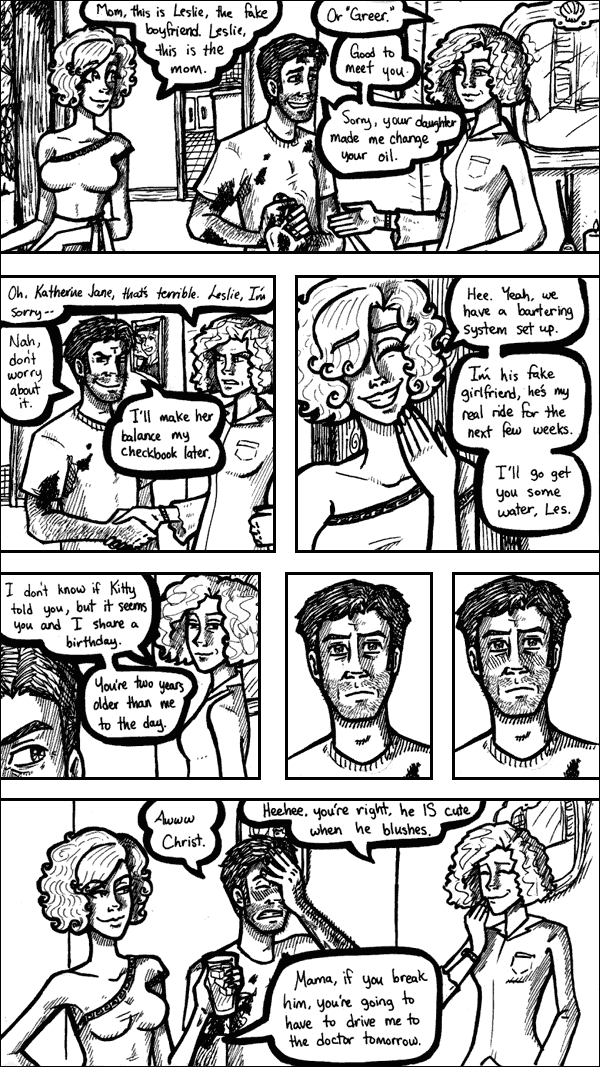 Mom, this is Leslie, the fake
boyfriend. Leslie,
this is the
mom.
Or "Greer."
Good to
meet you.
Sorry, your daughter
made me change
your oil.
Oh, Katherine Jane, that's terrible. Leslie, I'm
sorry--
Nah,
don't
worry
about
it.
I'll make her
balance my
checkbook later.
Hee. Yeah, we
have a bartering
system set up.
I'm his fake
girlfriend, he's my
real ride for the
next few weeks.
I'll go get
you some
water, Les.
I don't know if Kitty
told you, but it seems
you and I share a
birthday.
You're two years
older than me
to the day.
Awww
Christ.
Heehee, you're right, he IS cute
when he blushes.
Mama, if you break
him, you're going to
have to drive me to
the doctor tomorrow.